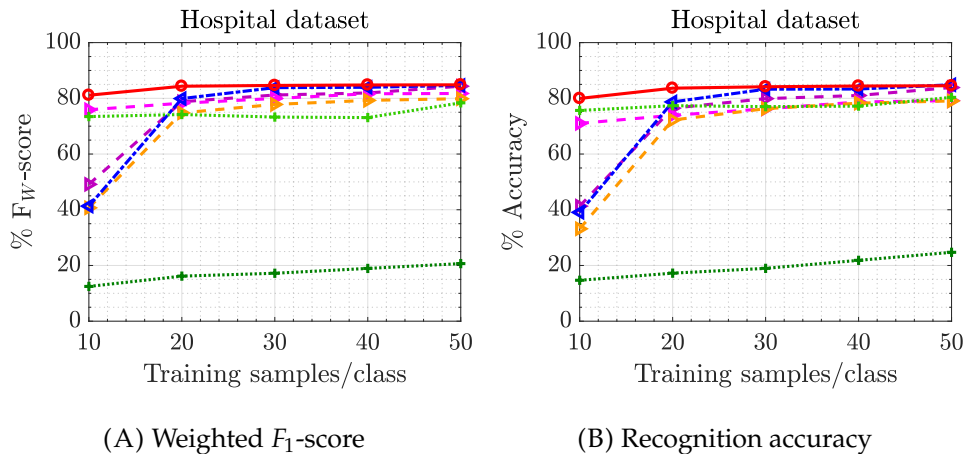 Hospital dataset
100
80
60
40
20
0
10 20 30 40 50
% F_W-score
Training samples/class
(A) Weighted F_1-score
Hospital dataset
100
80
60
40
20
0
10 20 30 40 50
% Accuracy
Training samples/class
(B) Recognition accuracy